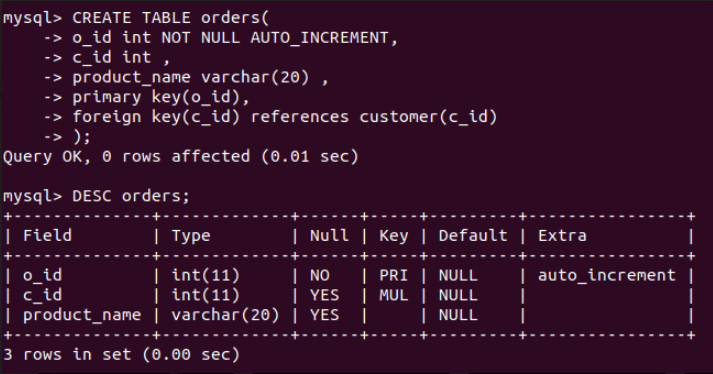 mysql> CREATE TABLE orders(
    -> o_id int NOT NULL AUTO_INCREMENT,
    -> c_id int ,
    -> product_name varchar(20) ,
    -> primary key(o_id),
    -> foreign key(c_id) references customer(c_id)
    -> );
Query OK, 0 rows affected (0.01 sec)

mysql> DESC orders;
+--------------+-------------+------+-----+---------+----------------+
| Field        | Type        | Null | Key | Default | Extra          |
+--------------+-------------+------+-----+---------+----------------+
| o_id         | int(11)     | NO   | PRI | NULL    | auto_increment |
| c_id         | int(11)     | YES  | MUL | NULL    |                |
| product_name | varchar(20) | YES  |     | NULL    |                |
+--------------+-------------+------+-----+---------+----------------+
3 rows in set (0.00 sec)